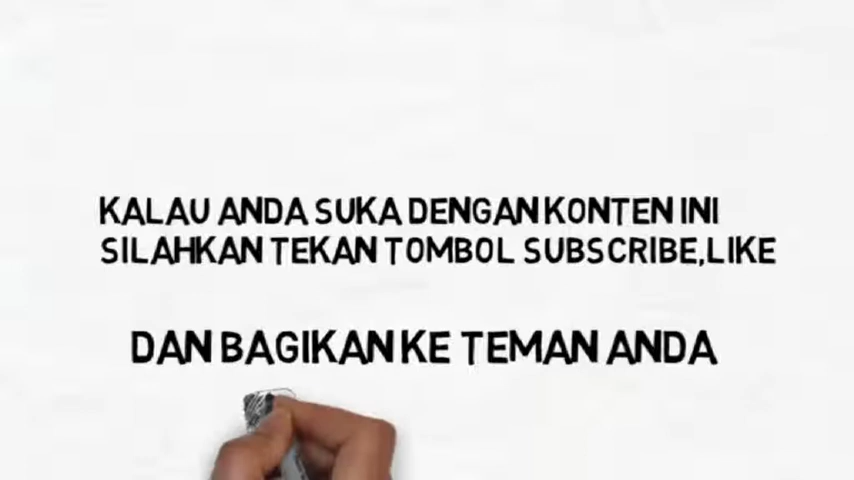 KALAU ANDA SUKA DENGAN KONTEN INI
SILAHKAN TEKAN TOMBOL SUBSCRIBE,LIKE
DAN BAGIKAN KE TEMAN ANDA